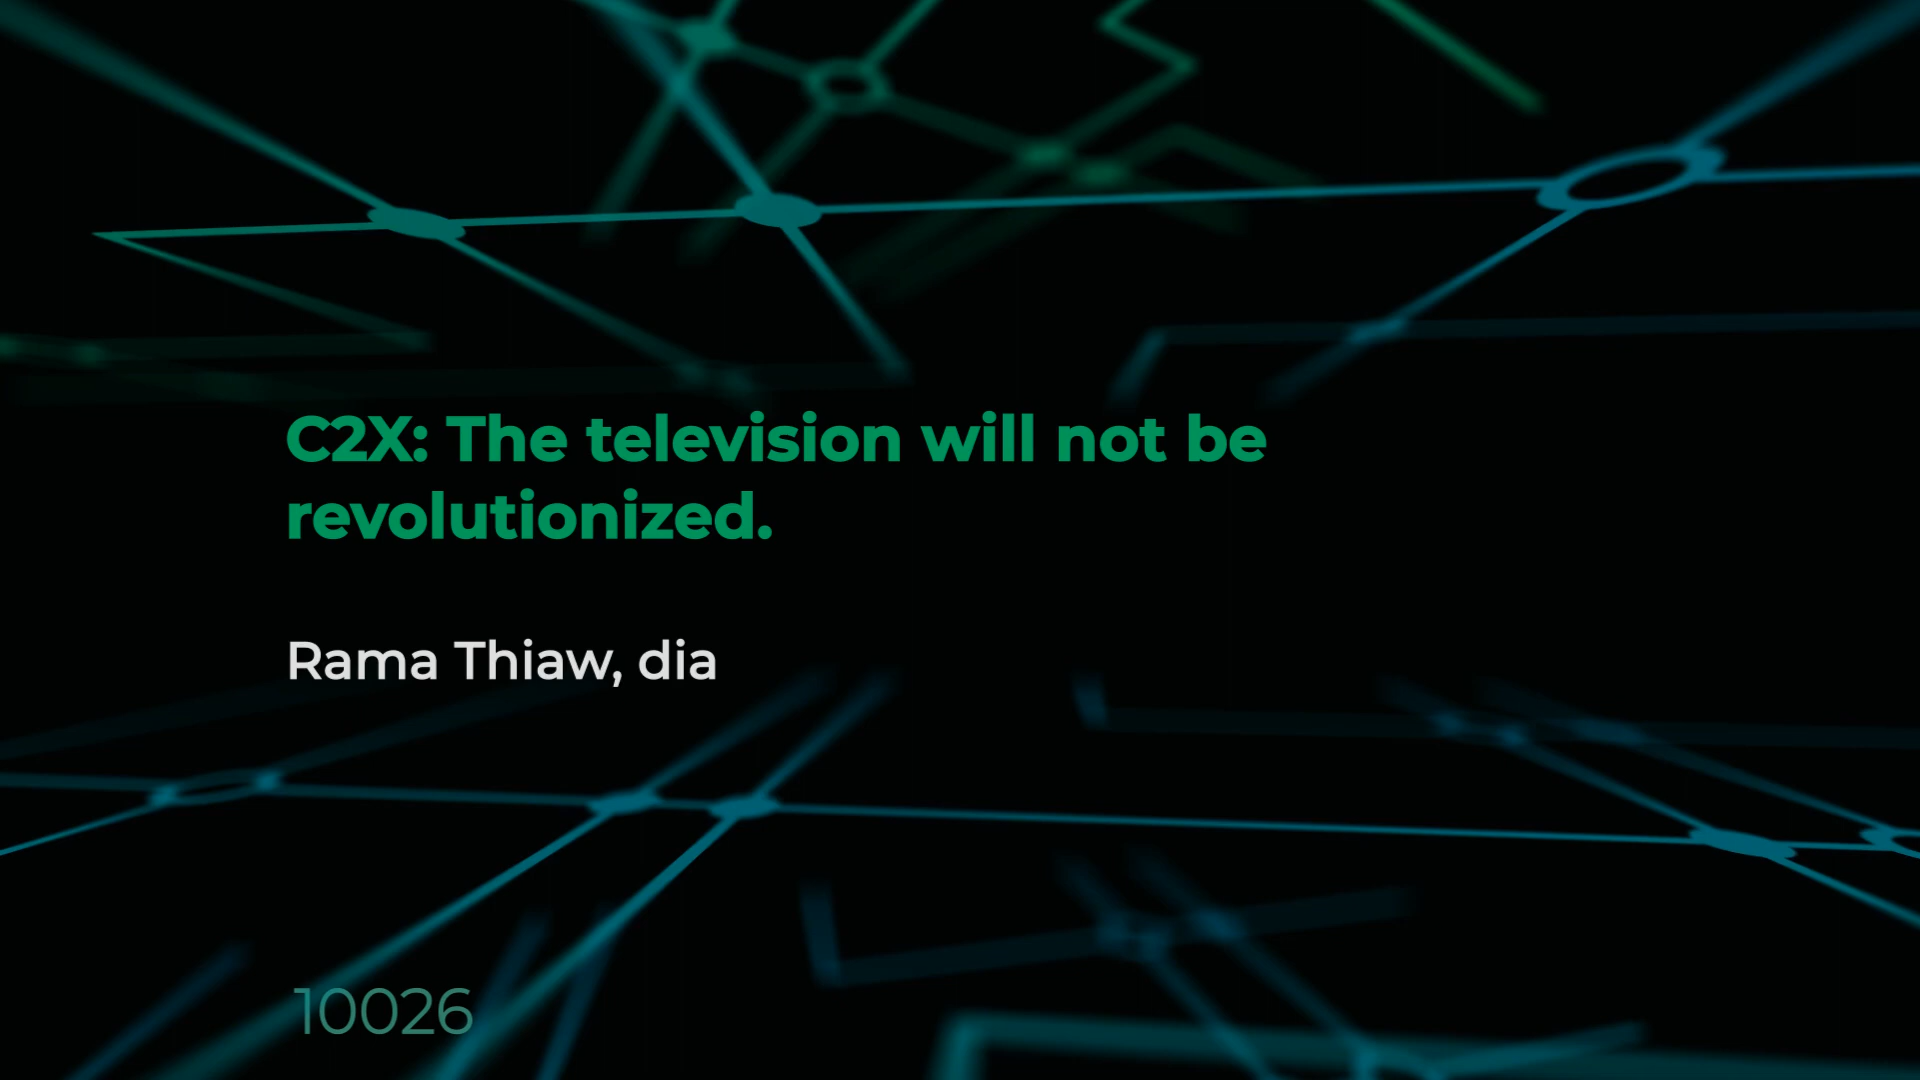 C2X: The television will not be
revolutionized.
Rama Thiaw, dia
10026